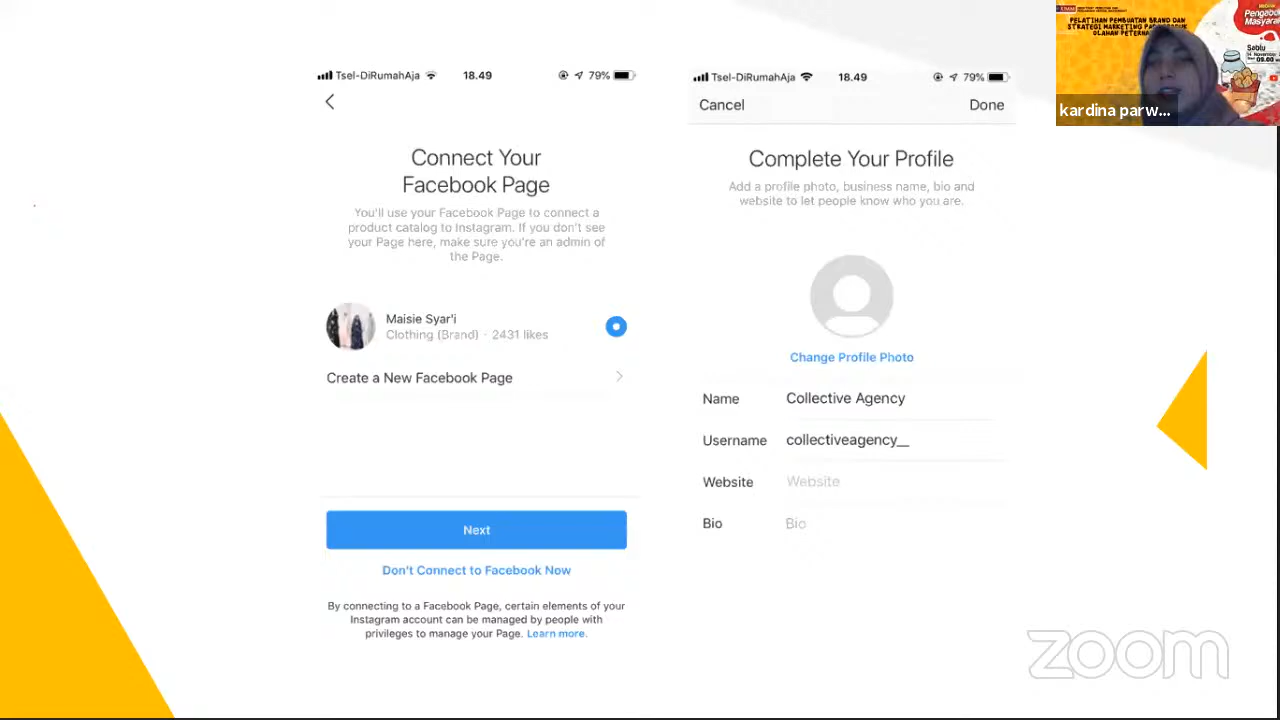 Tsel-DiRumahAja
18.49
79%
Connect Your
Facebook Page
You'll use your Facebook Page to connect a
product catalog to Instagram. If you don't see
your Page here, make sure you're an admin of
the Page.
Maisie Syar'i
Clothing (Brand) · 2431 likes
Create a New Facebook Page
Next
Don't Connect to Facebook Now
By connecting to a Facebook Page, certain elements of your
Instagram account can be managed by people with
privileges to manage your Page. Learn more.
Tsel-DiRumahAja
18.49
79%
Cancel
Done
Complete Your Profile
Add a profile photo, business name, bio and
website to let people know who you are.
Change Profile Photo
Name
Collective Agency
Username
collectiveagency__
Website
Website
Bio
Bio
PELATIHAN PEMBUATAN BRAND DAN
STRATEGI MARKETING
OLAHAN
Sabtu
09.00
kardina parw...
zoom